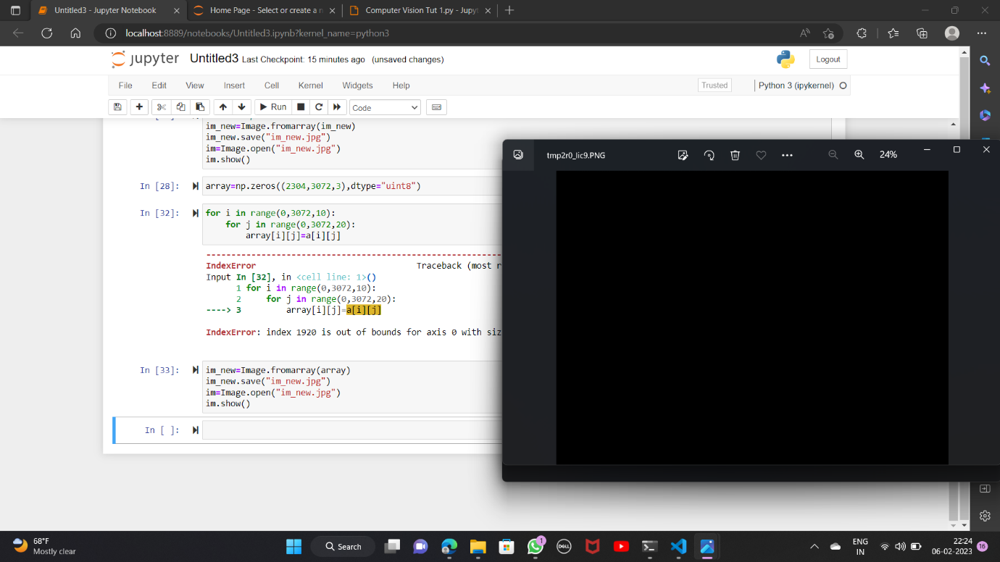 Untitled3 - Jupyter Notebook
Home Page - Select or create a n
Computer Vision Tut 1.py - Jupyt
localhost:8889/notebooks/Untitled3.ipynb?kernel_name=python3
jupyter Untitled3 Last Checkpoint: 15 minutes ago (unsaved changes)
Logout
File Edit View Insert Cell Kernel Widgets Help
Trusted
Python 3 (ipykernel)
Run
Code
im_new=Image.fromarray(im_new)
im_new.save("im_new.jpg")
im=Image.open("im_new.jpg")
im.show()
In [28]: array=np.zeros((2304,3072,3),dtype="uint8")
In [32]: for i in range(0,3072,10):
for j in range(0,3072,20):
array[i][j]=a[i][j]
---------------------------------------------------------
IndexError Traceback (most r
Input In [32], in <cell line: 1>()
1 for i in range(0,3072,10):
2 for j in range(0,3072,20):
----> 3 array[i][j]=a[i][j]
IndexError: index 1920 is out of bounds for axis 0 with siz
In [33]: im_new=Image.fromarray(array)
im_new.save("im_new.jpg")
im=Image.open("im_new.jpg")
im.show()
In [ ]:
tmp2r0_lic9.PNG
24%
68°F
Mostly clear
Search
1
DELL
ENG
IN
22:24
06-02-2023
16